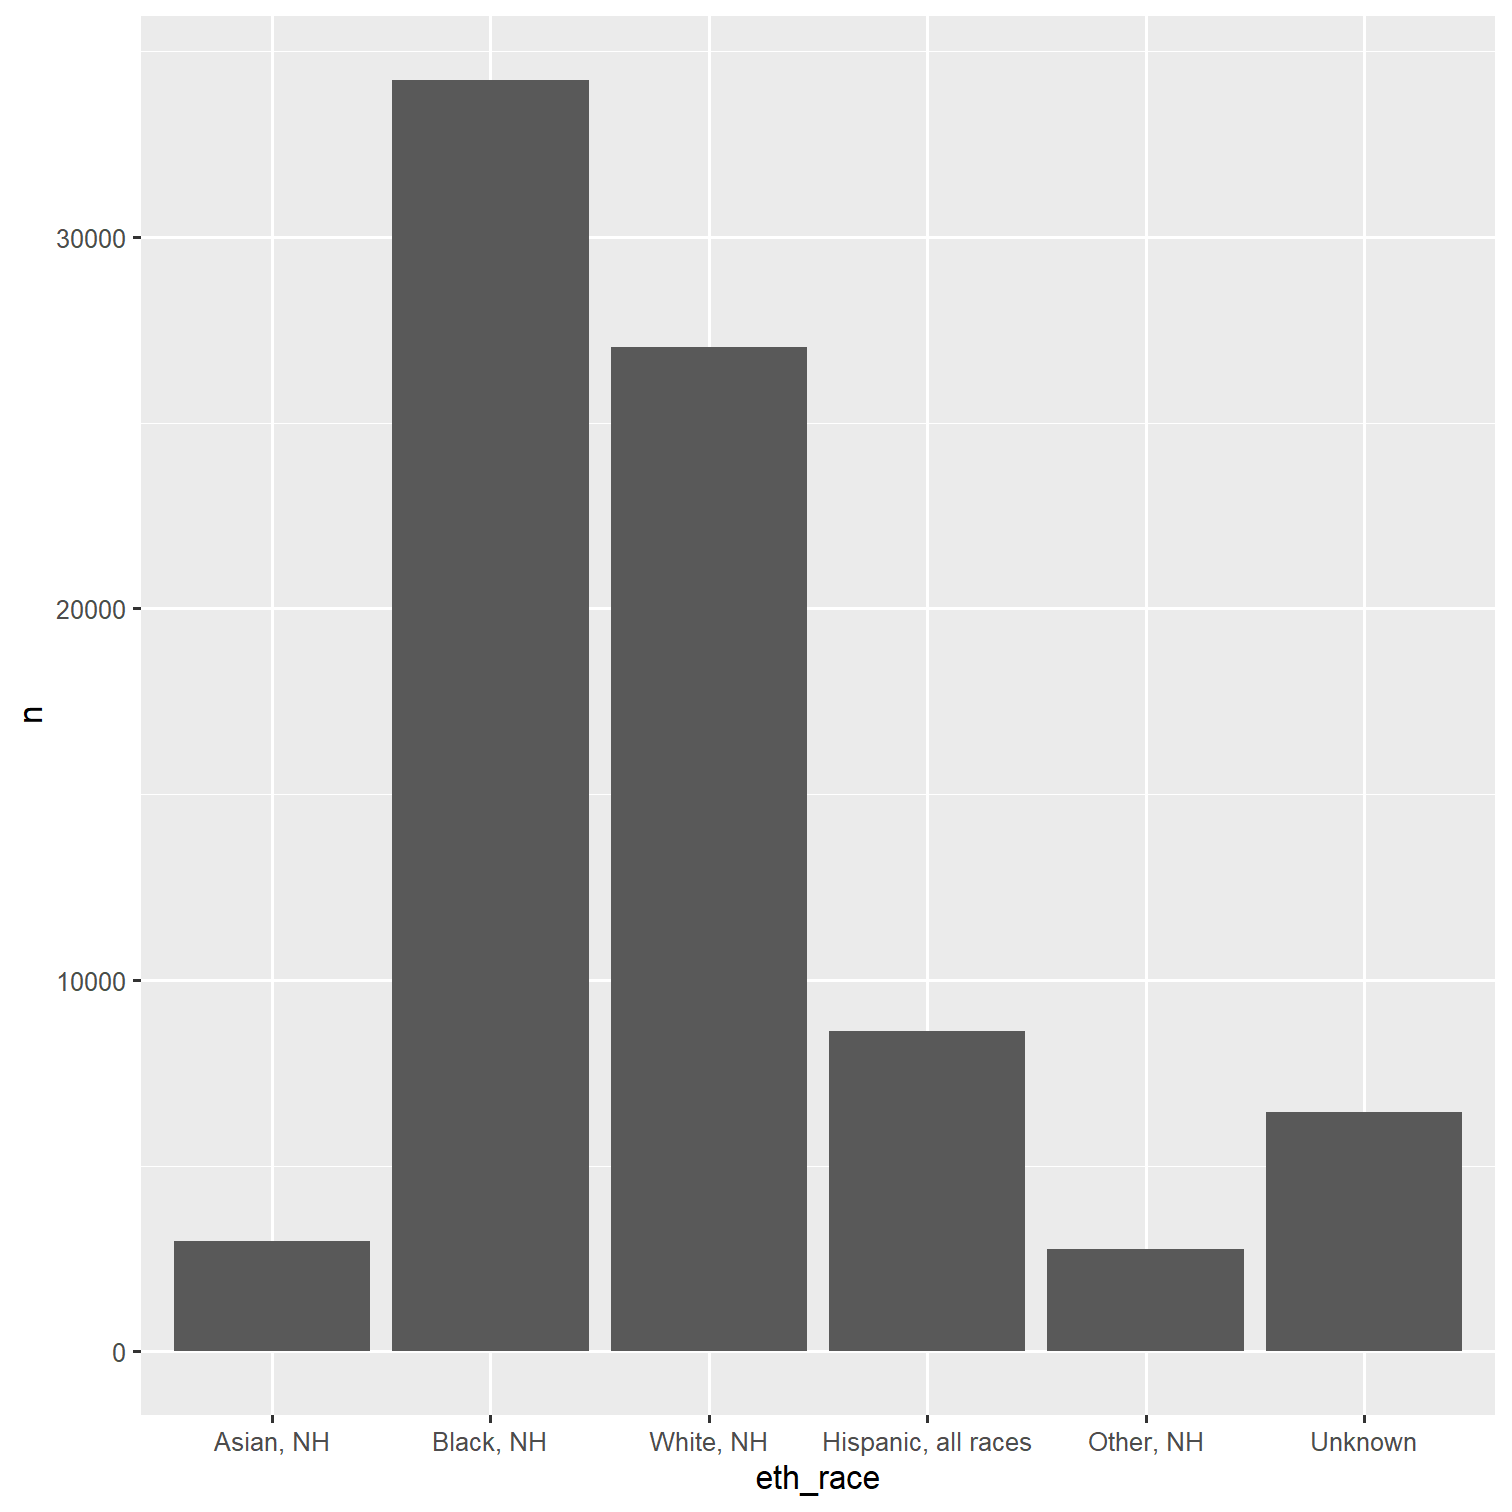 30000
20000
10000
0
n
Asian, NH
Black, NH
White, NH
Hispanic, all races
Other, NH
Unknown
eth_race